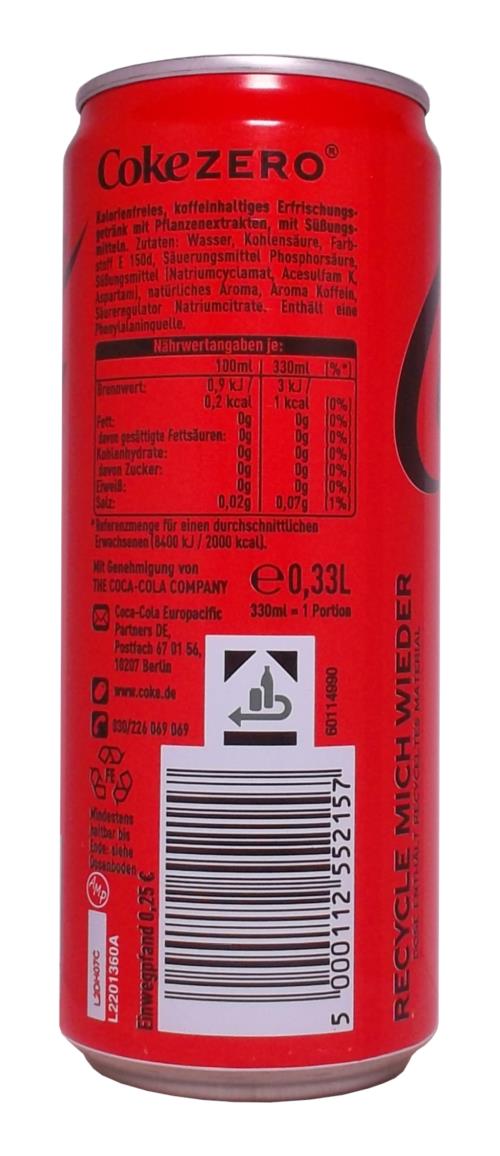 Coke ZERO®
Kalorienfreies, koffeinhaltiges Erfrischungs-
getränk mit Pflanzenextrakten, mit Süßungs-
mitteln. Zutaten: Wasser, Kohlensäure, Farb-
stoff E 150d, Säuerungsmittel Phosphorsäure,
Süßungsmittel (Natriumcyclamat, Acesulfam K,
Aspartam), natürliches Aroma, Aroma Koffein,
Säureregulator Natriumcitrate. Enthält eine
Phenylalaninquelle.
Nährwertangaben je:
100ml 330ml (%*)
Brennwert: 0,9 kJ / 3 kJ /
0,2 kcal 1 kcal (0%)
Fett: 0g 0g (0%)
davon gesättigte Fettsäuren: 0g 0g (0%)
Kohlenhydrate: 0g 0g (0%)
davon Zucker: 0g 0g (0%)
Eiweiß: 0g 0g (0%)
Salz: 0,02g 0,07g (1%)
*Referenzmenge für einen durchschnittlichen
Erwachsenen (8400 kJ / 2000 kcal).
Mit Genehmigung von
THE COCA-COLA COMPANY
℮0,33L
330ml = 1 Portion
Coca-Cola Europacific
Partners DE,
Postfach 67 01 56,
10207 Berlin
www.coke.de
030/226 069 069
FE
Mindestens
haltbar bis
Ende: siehe
Dosenboden
AMP
L3DH07C
L2201360A
Einwegpfand 0,25 €
60114990
5 000112 552157
RECYCLE MICH WIEDER
DOSE ENTHÄLT RECYCELTES MATERIAL